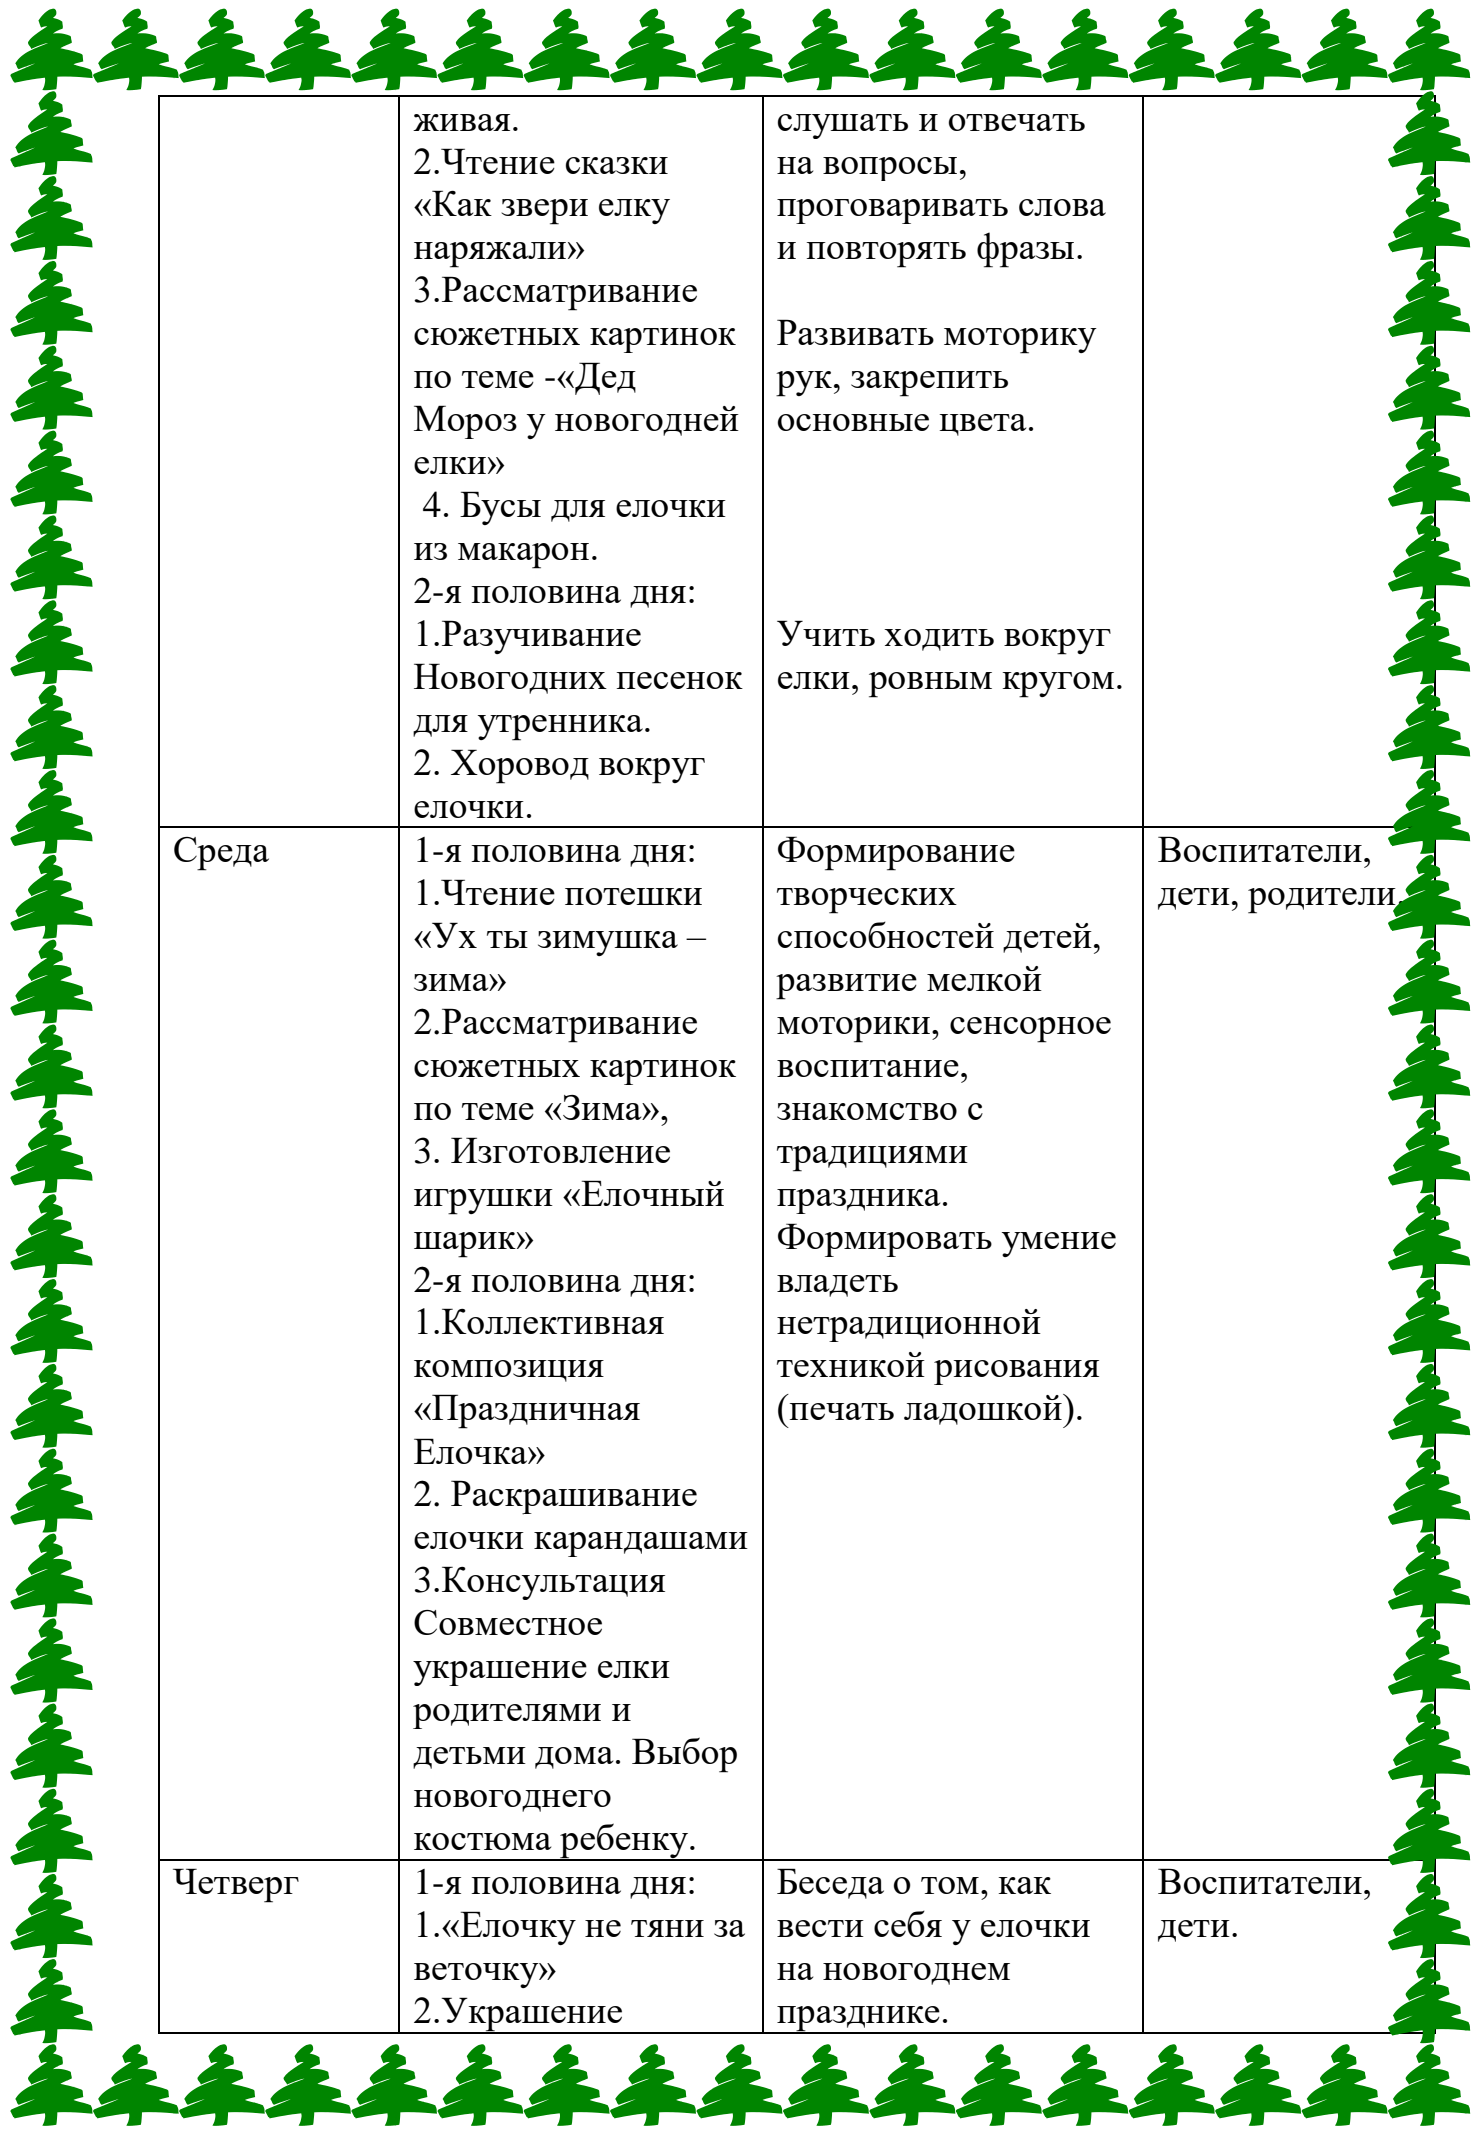 живая.
2.Чтение сказки
«Как звери елку
наряжали»
3.Рассматривание
сюжетных картинок
по теме -«Дед
Мороз у новогодней
елки»
4. Бусы для елочки
из макарон.
2-я половина дня:
1.Разучивание
Новогодних песенок
для утренника.
2. Хоровод вокруг
елочки.
слушать и отвечать
на вопросы,
проговаривать слова
и повторять фразы.
Развивать моторику
рук, закрепить
основные цвета.
Учить ходить вокруг
елки, ровным кругом.
Среда
1-я половина дня:
1.Чтение потешки
«Ух ты зимушка –
зима»
2.Рассматривание
сюжетных картинок
по теме «Зима»,
3. Изготовление
игрушки «Елочный
шарик»
2-я половина дня:
1.Коллективная
композиция
«Праздничная
Елочка»
2. Раскрашивание
елочки карандашами
3.Консультация
Совместное
украшение елки
родителями и
детьми дома. Выбор
новогоднего
костюма ребенку.
Формирование
творческих
способностей детей,
развитие мелкой
моторики, сенсорное
воспитание,
знакомство с
традициями
праздника.
Формировать умение
владеть
нетрадиционной
техникой рисования
(печать ладошкой).
Воспитатели,
дети, родители.
Четверг
1-я половина дня:
1.«Елочку не тяни за
веточку»
2.Украшение
Беседа о том, как
вести себя у елочки
на новогоднем
празднике.
Воспитатели,
дети.